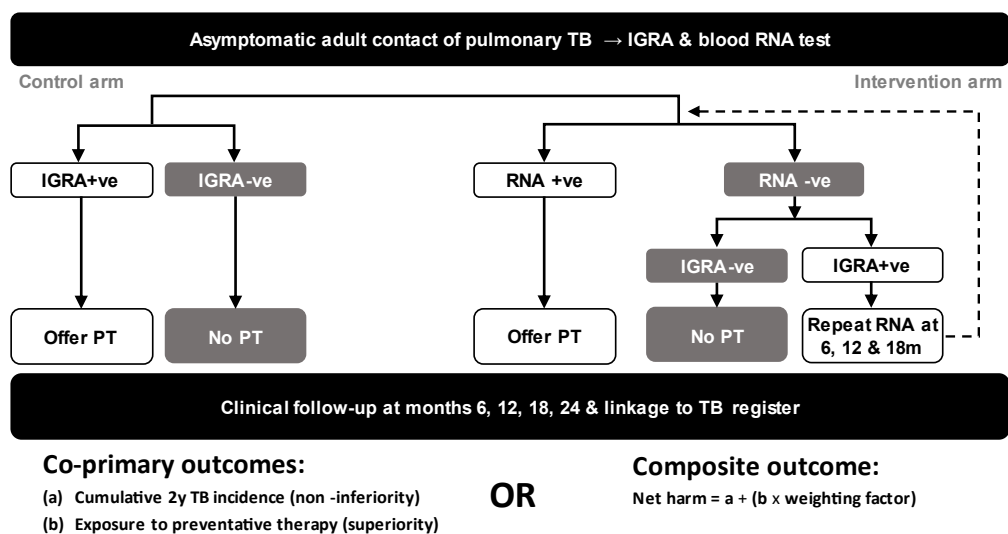 Asymptomatic adult contact of pulmonary TB → IGRA & blood RNA test
Control arm
Intervention arm
IGRA+ve
IGRA-ve
RNA +ve
RNA -ve
IGRA-ve
IGRA+ve
Offer PT
No PT
Offer PT
No PT
Repeat RNA at
6, 12 & 18m
Clinical follow-up at months 6, 12, 18, 24 & linkage to TB register
Co-primary outcomes:
(a) Cumulative 2y TB incidence (non -inferiority)
(b) Exposure to preventative therapy (superiority)
OR
Composite outcome:
Net harm = a + (b x weighting factor)